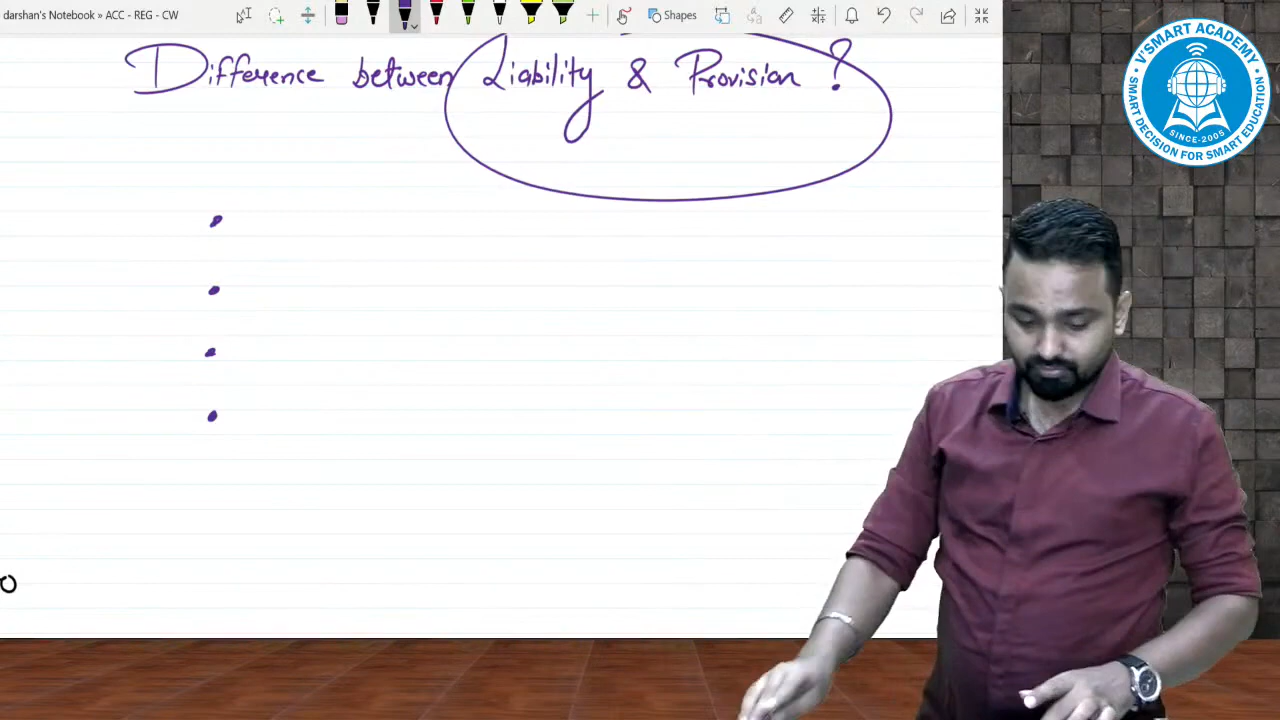 darshan's Notebook » ACC - REG - CW
Shapes
Difference between Liability & Provision ?
V'SMART ACADEMY
SINCE-2005
SMART DECISION FOR SMART EDUCATION